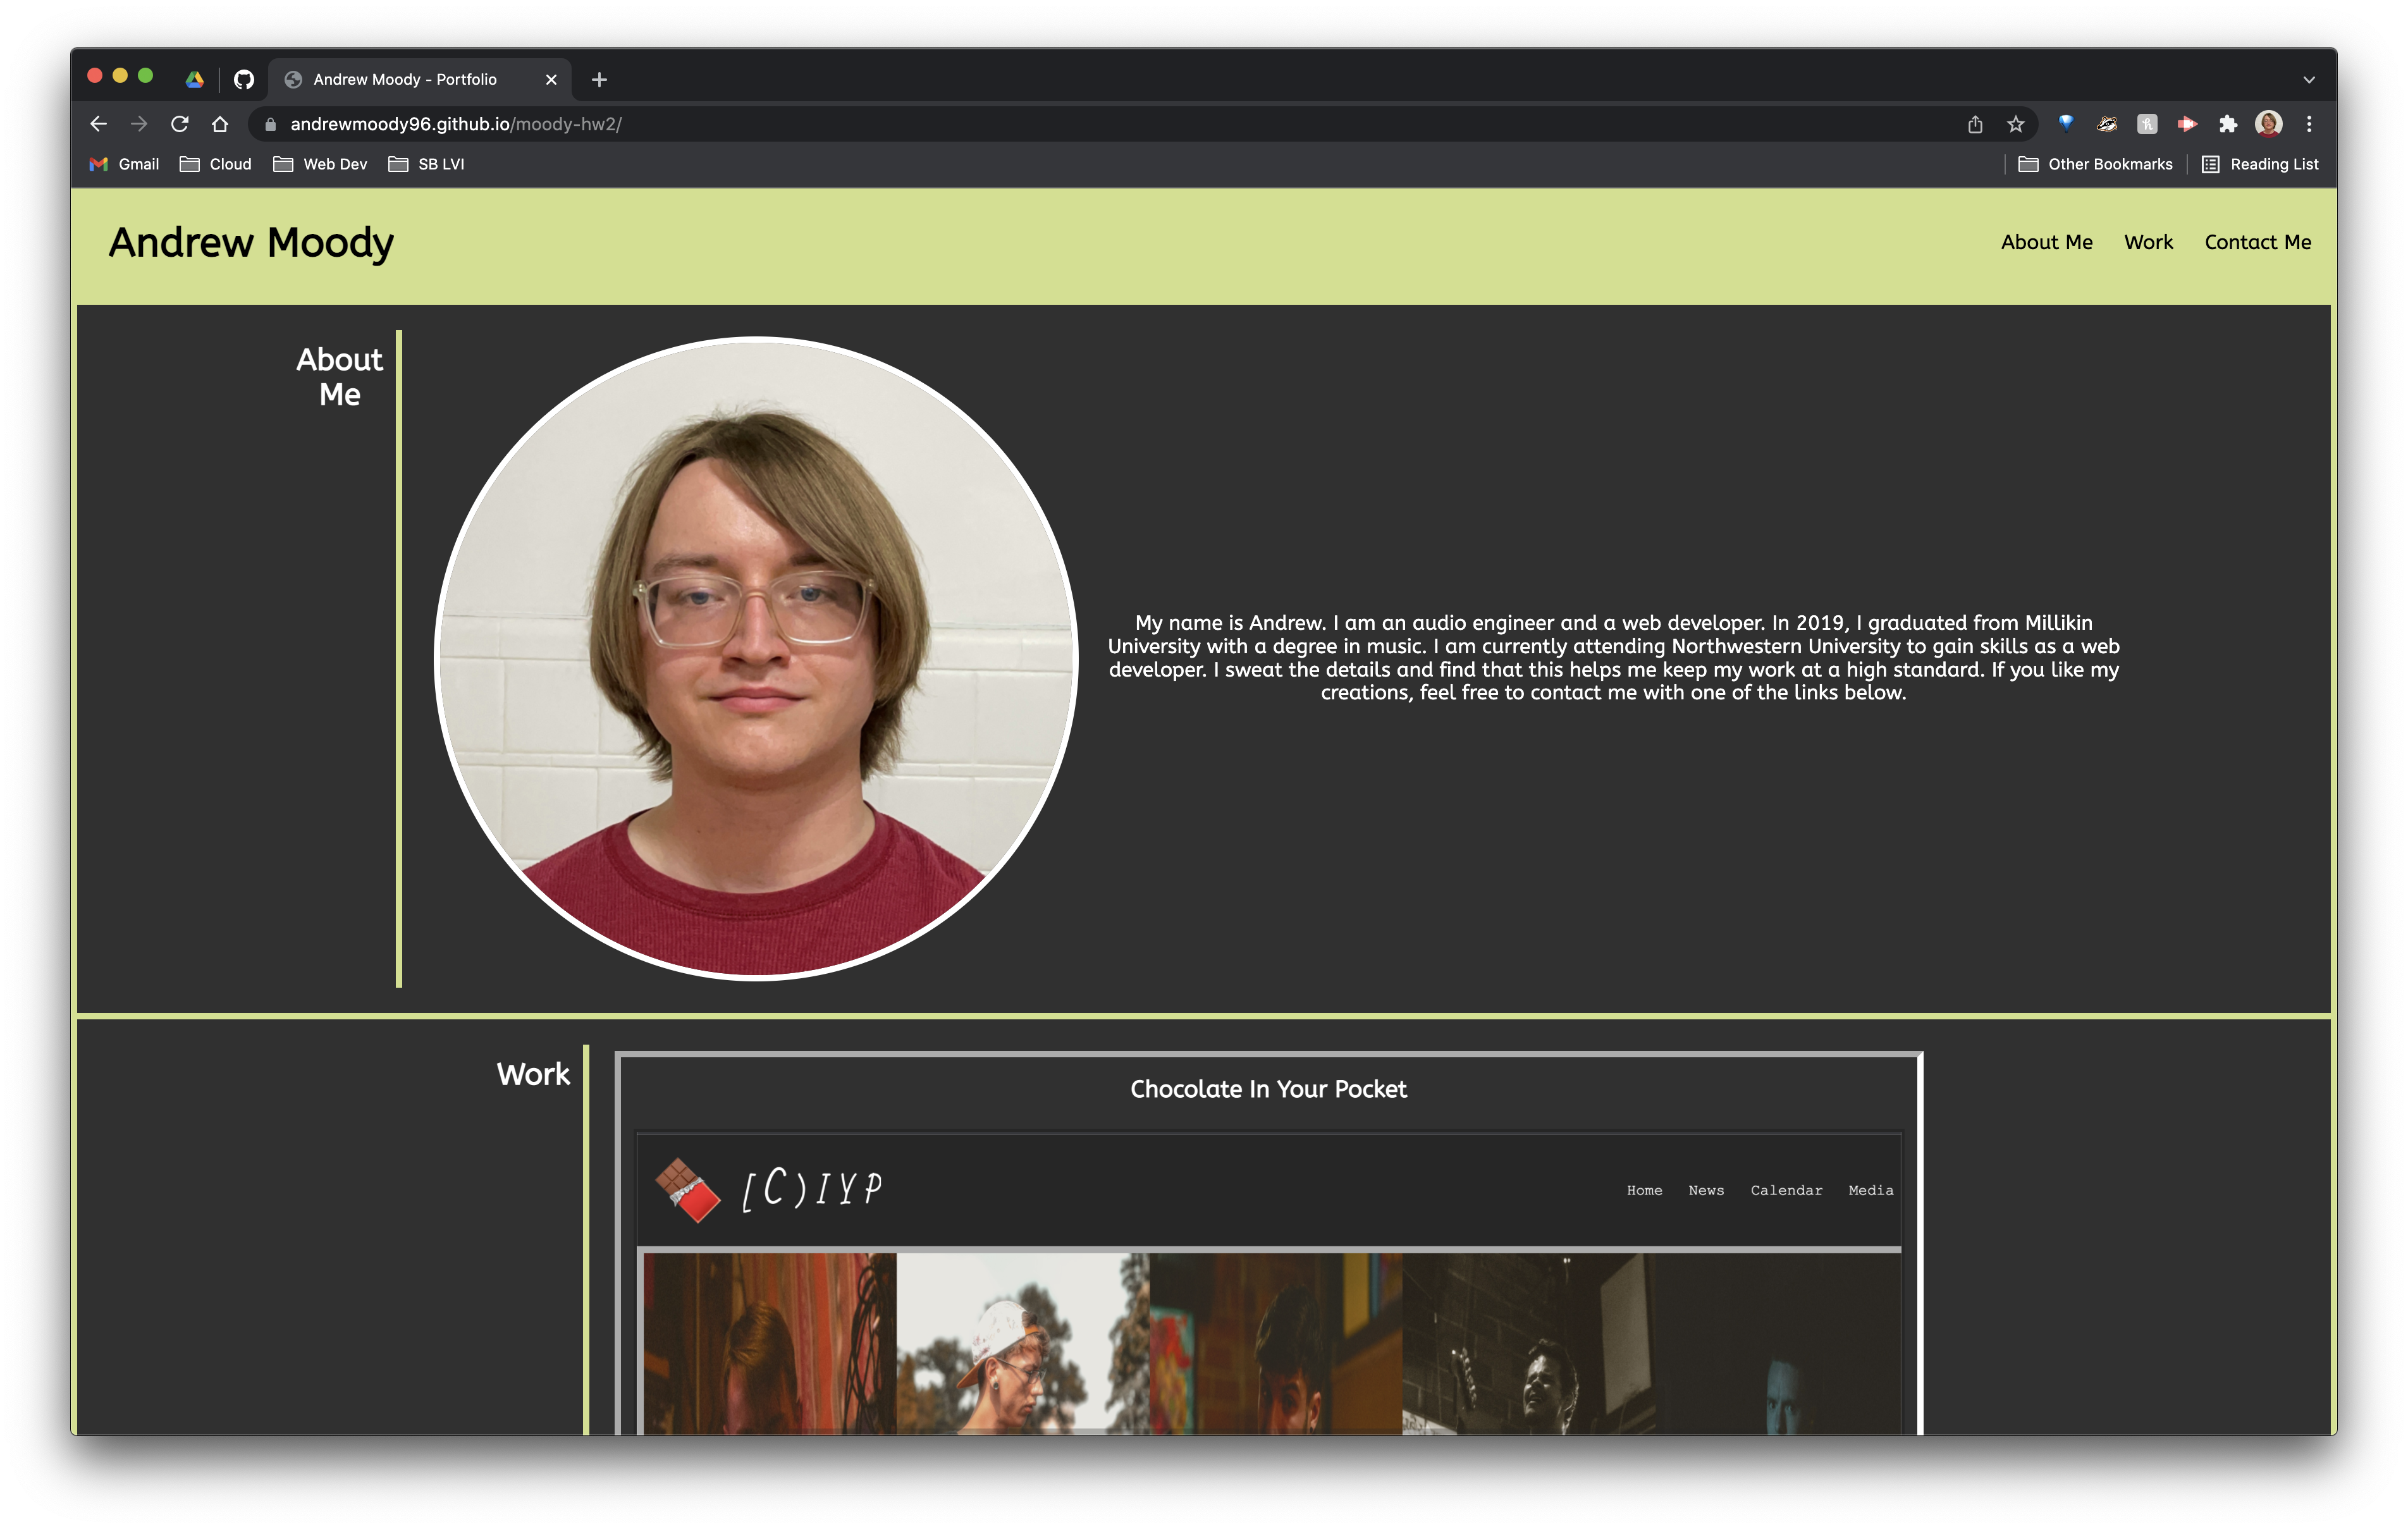 Andrew Moody - Portfolio
andrewmoody96.github.io/moody-hw2/
Gmail Cloud Web Dev SB LVI Other Bookmarks Reading List
Andrew Moody About Me Work Contact Me
About
Me
My name is Andrew. I am an audio engineer and a web developer. In 2019, I graduated from Millikin
University with a degree in music. I am currently attending Northwestern University to gain skills as a web
developer. I sweat the details and find that this helps me keep my work at a high standard. If you like my
creations, feel free to contact me with one of the links below.
Work
Chocolate In Your Pocket
[C)IYP Home News Calendar Media